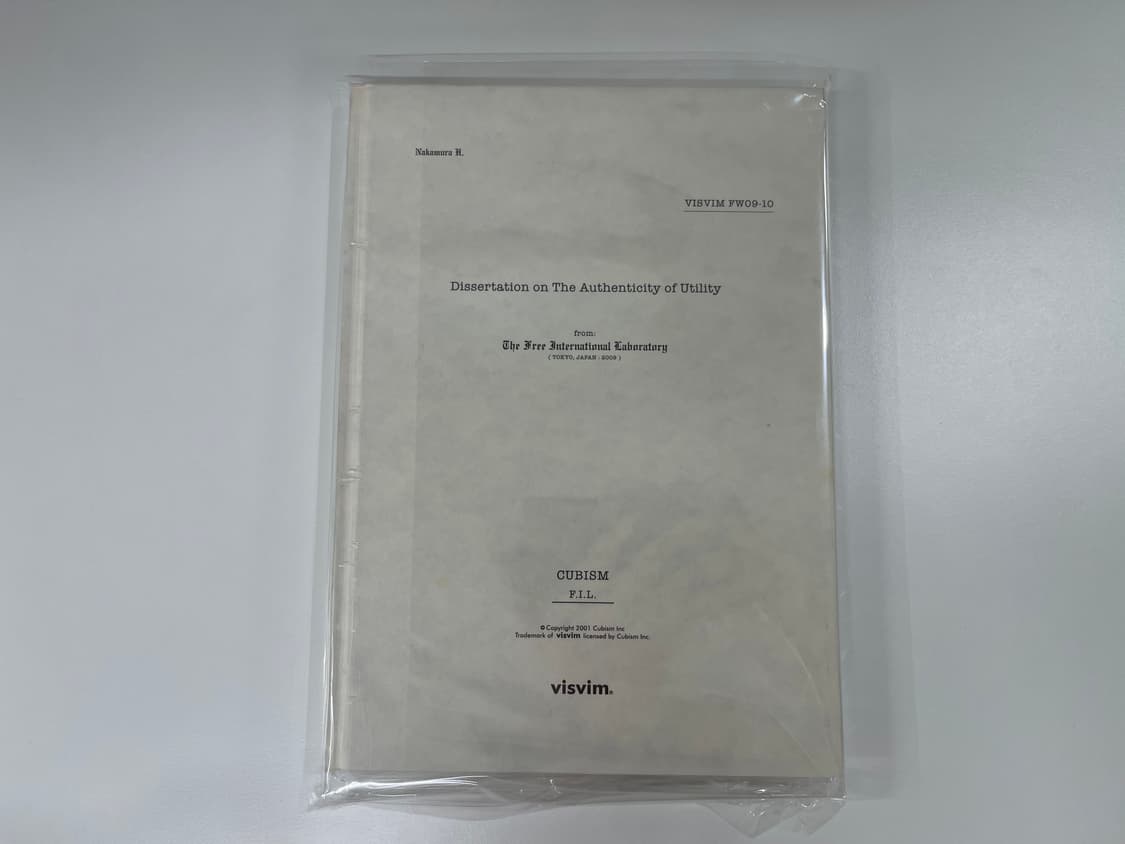 Nakamura H.
VISVIM FW09-10
Dissertation on The Authenticity of Utility
from:
The Free International Laboratory
( TOKYO, JAPAN : 2009 )
CUBISM
F.I.L.
© Copyright 2001 Cubism Inc
Trademark of visvim licensed by Cubism Inc.
visvim®